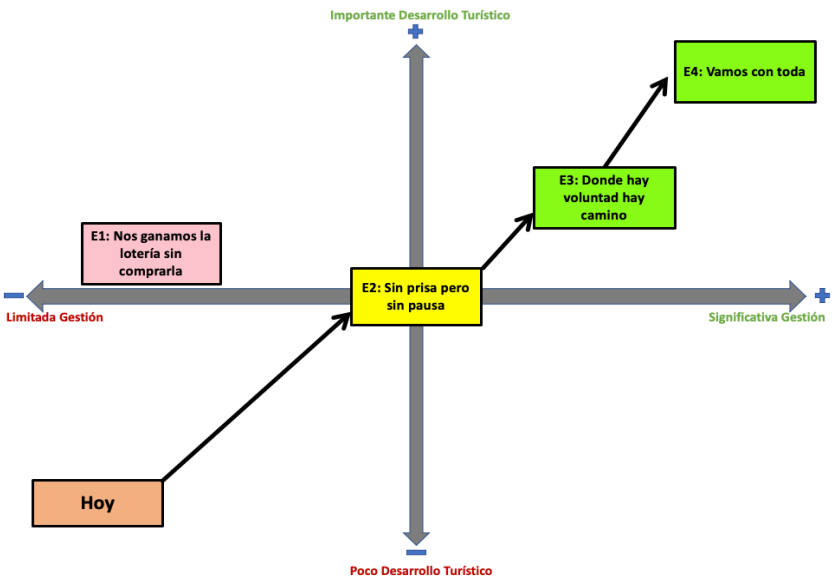 Importante Desarrollo Turístico
E4: Vamos con toda
E3: Donde hay
voluntad hay
camino
E1: Nos ganamos la
lotería sin
comprarla
E2: Sin prisa pero
sin pausa
Limitada Gestión
Significativa Gestión
Hoy
Poco Desarrollo Turístico